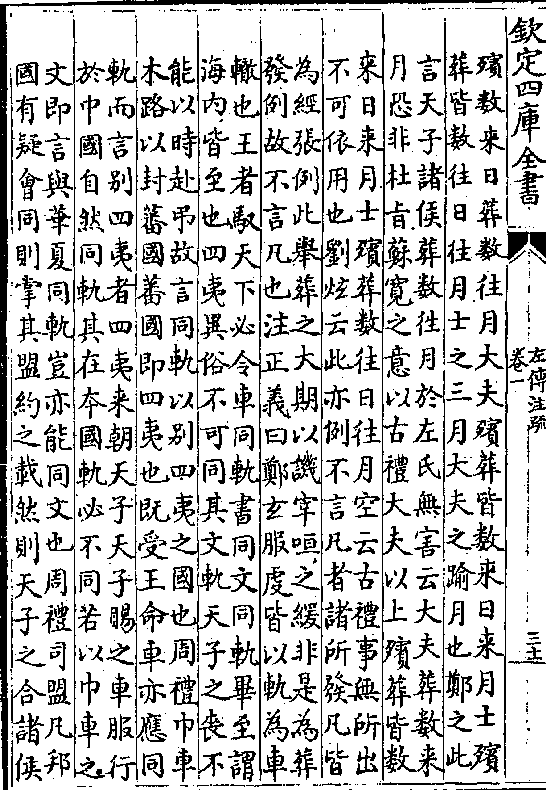 欽定四庫全書
左傳注疏
卷一
三十二
殯數來日葬數往月大夫殯葬皆數來日來月士殯
葬皆數往日往月士之三月大夫之踰月也鄭之此
言天子諸侯葬數往月於左氏無害云大夫葬數来
月恐非杜旨蘇寛之意以古禮大夫以上殯葬皆數
來日来月士殯葬數往日往月空云古禮事無所出
不可依用也劉炫云此亦例不言凡者諸所發凡皆
為經張例此舉葬之大期以譏宰咺之緩非是為葬
發例故不言凡也注正義曰鄭玄服虔皆以軌為車
轍也王者馭天下必令車同軌書同文同軌畢至謂
海内皆至也四夷異俗不可同其文軌天子之喪不
能以時赴弔故言同軌以别四夷之國也周禮巾車
木路以封蕃國蕃國即四夷也既受王命車亦應同
軌而言别四夷者四夷来朝天子天子賜之車服行
於中國自然同軌其在夲國軌必不同若以巾車之
文即言與華夏同軌豈亦能同文也周禮司盟凡邦
國有疑會同則掌其盟約之載然則天子之合諸侯